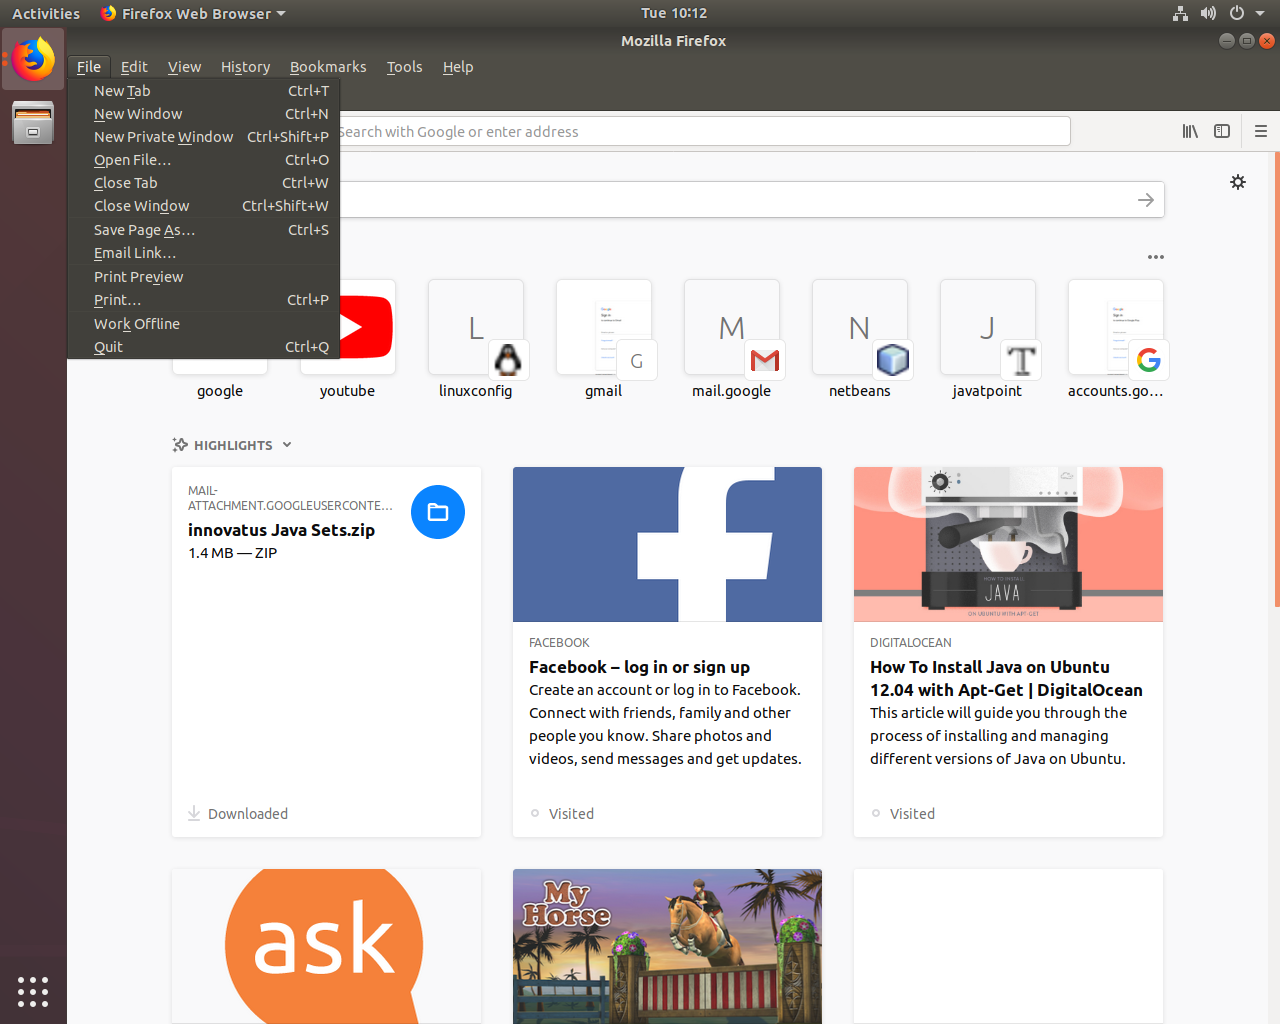 Activities
Firefox Web Browser
Tue 10:12
Mozilla Firefox
File Edit View History Bookmarks Tools Help
New Tab Ctrl+T
New Window Ctrl+N
New Private Window Ctrl+Shift+P
Open File… Ctrl+O
Close Tab Ctrl+W
Close Window Ctrl+Shift+W
Save Page As… Ctrl+S
Email Link…
Print Preview
Print… Ctrl+P
Work Offline
Quit Ctrl+Q
Search with Google or enter address
L
G
M
N
J
T
G
google
youtube
linuxconfig
gmail
mail.google
netbeans
javatpoint
accounts.go…
HIGHLIGHTS
MAIL-
ATTACHMENT.GOOGLEUSERCONTE…
innovatus Java Sets.zip
1.4 MB — ZIP
Downloaded
FACEBOOK
Facebook – log in or sign up
Create an account or log in to Facebook.
Connect with friends, family and other
people you know. Share photos and
videos, send messages and get updates.
Visited
HOW TO INSTALL
JAVA
ON UBUNTU WITH APT-GET
DIGITALOCEAN
How To Install Java on Ubuntu
12.04 with Apt-Get | DigitalOcean
This article will guide you through the
process of installing and managing
different versions of Java on Ubuntu.
Visited
ask
My
Horse